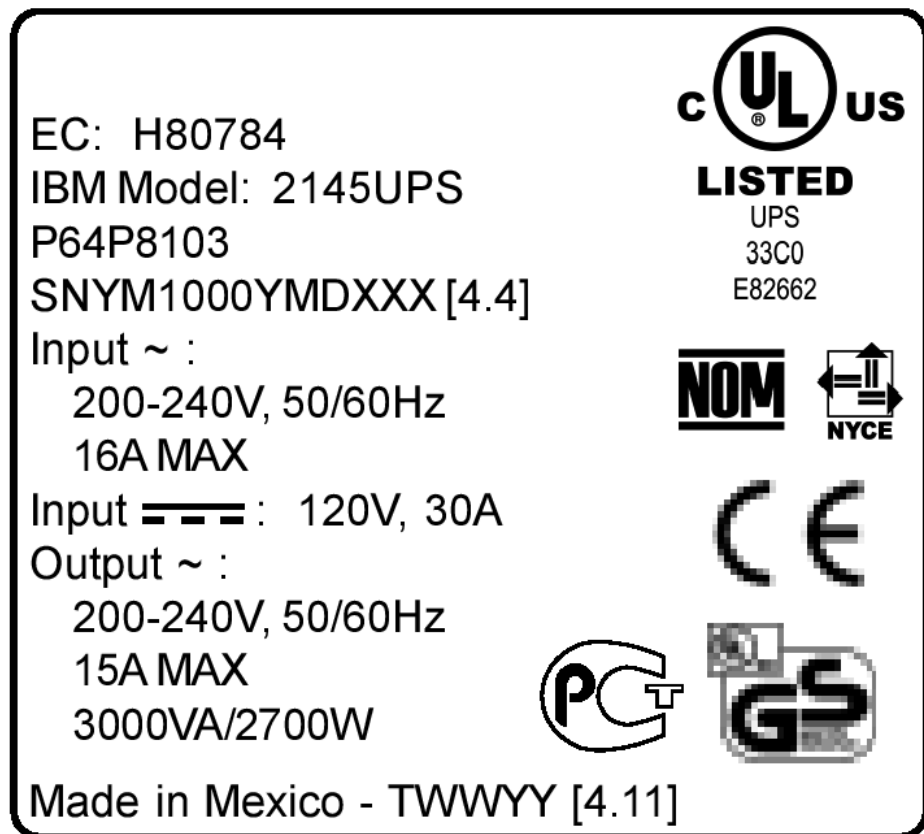 EC: H80784
IBM Model: 2145UPS
P64P8103
SNYM1000YMDXXX [4.4]
Input ~ :
200-240V, 50/60Hz
16A MAX
Input ⎓ : 120V, 30A
Output ~ :
200-240V, 50/60Hz
15A MAX
3000VA/2700W
Made in Mexico - TWWYY [4.11]
C UL ® US
LISTED
UPS
33C0
E82662
NOM
NYCE
CE
PCT
GS